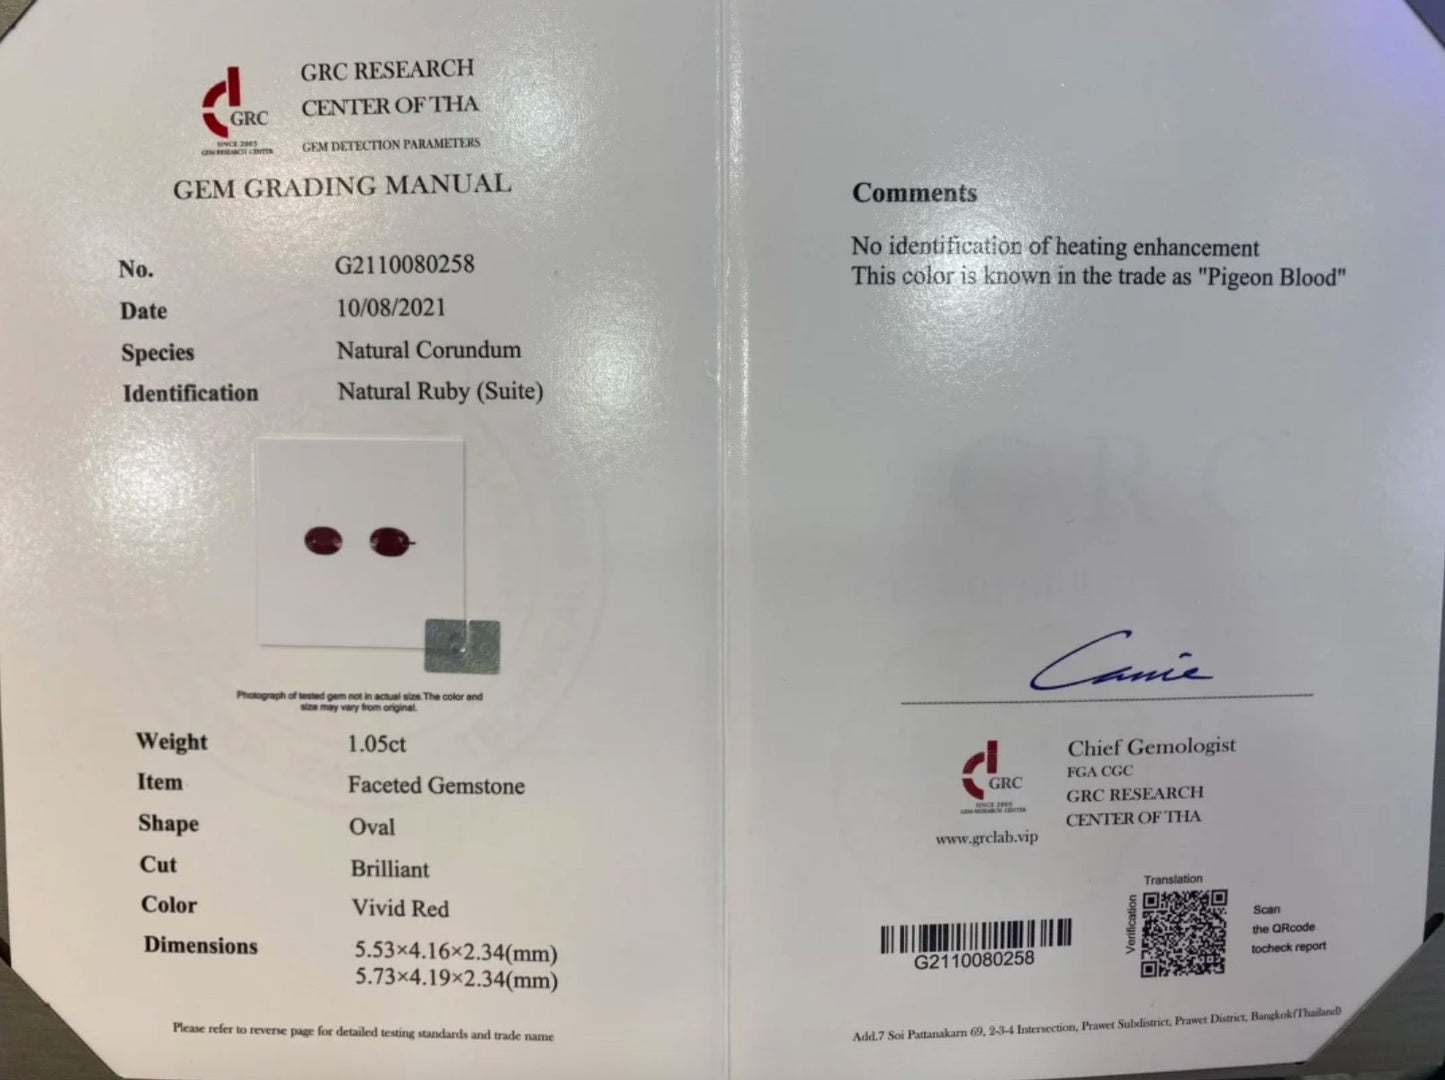 GRC RESEARCH
CENTER OF THA
GRC
SINCE 2005
GEM RESEARCH CENTER
GEM DETECTION PARAMETERS
GEM GRADING MANUAL
No. G2110080258
Date 10/08/2021
Species Natural Corundum
Identification Natural Ruby (Suite)
Photograph of tested gem not in actual size.The color and
size may vary from original.
Weight 1.05ct
Item Faceted Gemstone
Shape Oval
Cut Brilliant
Color Vivid Red
Dimensions 5.53×4.16×2.34(mm)
5.73×4.19×2.34(mm)
Please refer to reverse page for detailed testing standards and trade name
Comments
No identification of heating enhancement
This color is known in the trade as "Pigeon Blood"
GRC
Chief Gemologist
FGA CGC
GRC RESEARCH
CENTER OF THA
GRC
SINCE 2005
GEM RESEARCH CENTER
www.grclab.vip
Translation
Verification
Scan
the QRcode
tocheck report
G2110080258
Add.7 Soi Pattanakarn 69, 2-3-4 Intersection, Prawet Subdistrict, Prawet District, Bangkok(Thailand)